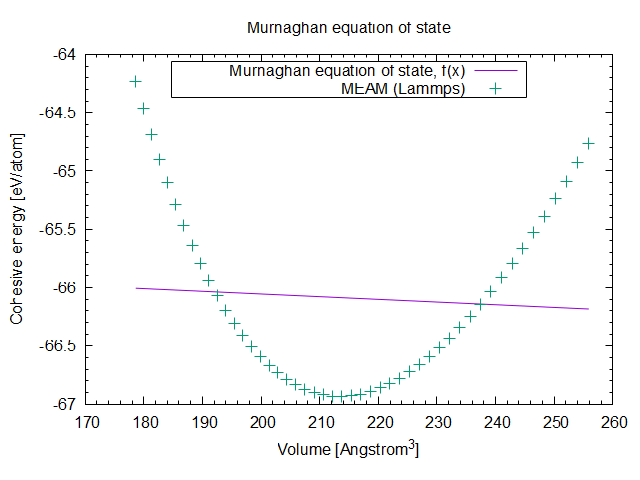 Murnaghan equation of state
Murnaghan equation of state, f(x)
MEAM (Lammps)
Cohesive energy [eV/atom]
-64
-64.5
-65
-65.5
-66
-66.5
-67
170 180 190 200 210 220 230 240 250 260
Volume [Angstrom³]